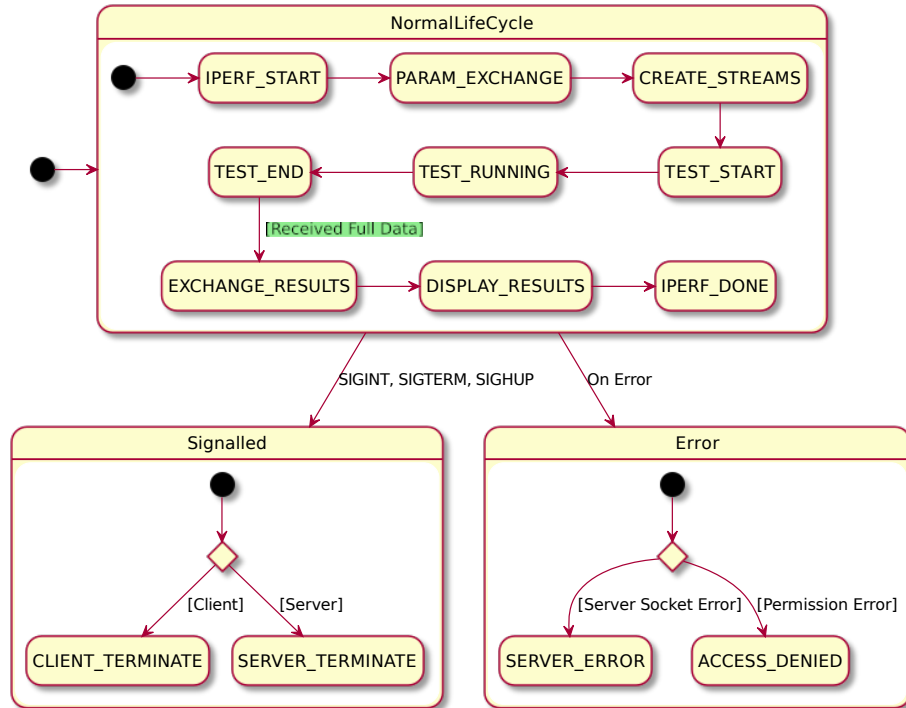 NormalLifeCycle
IPERF_START
PARAM_EXCHANGE
CREATE_STREAMS
TEST_END
TEST_RUNNING
TEST_START
[Received Full Data]
EXCHANGE_RESULTS
DISPLAY_RESULTS
IPERF_DONE
SIGINT, SIGTERM, SIGHUP
On Error
Signalled
Error
[Client]
[Server]
[Server Socket Error]
[Permission Error]
CLIENT_TERMINATE
SERVER_TERMINATE
SERVER_ERROR
ACCESS_DENIED